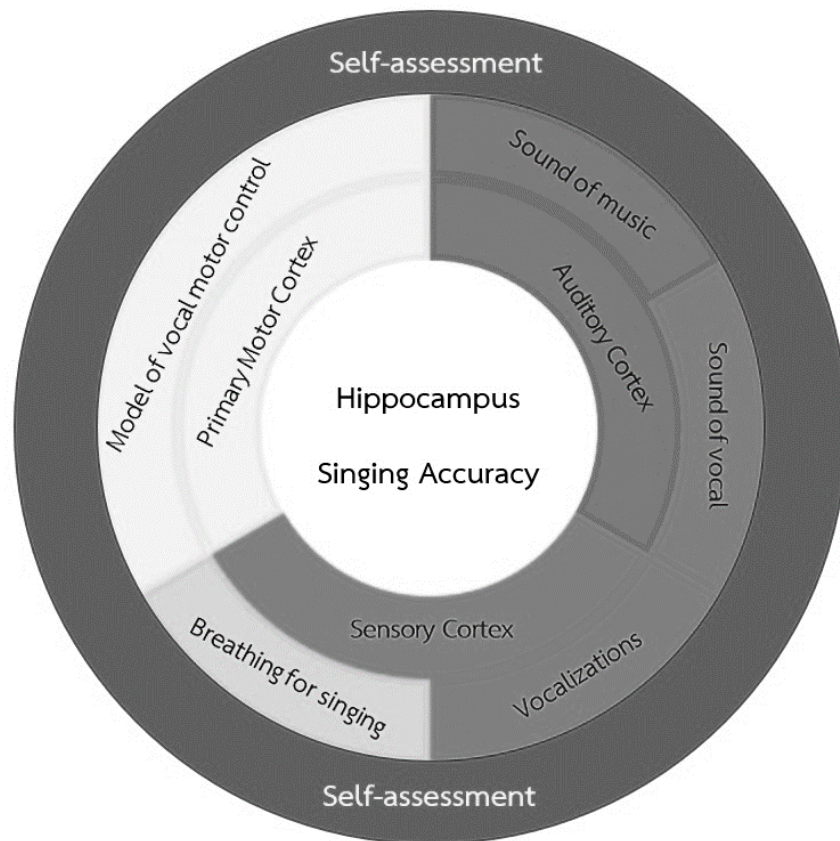 Self-assessment
Sound of music
Model of vocal motor control
Primary Motor Cortex
Auditory Cortex
Sound of vocal
Hippocampus
Singing Accuracy
Sensory Cortex
Breathing for singing
Vocalizations
Self-assessment